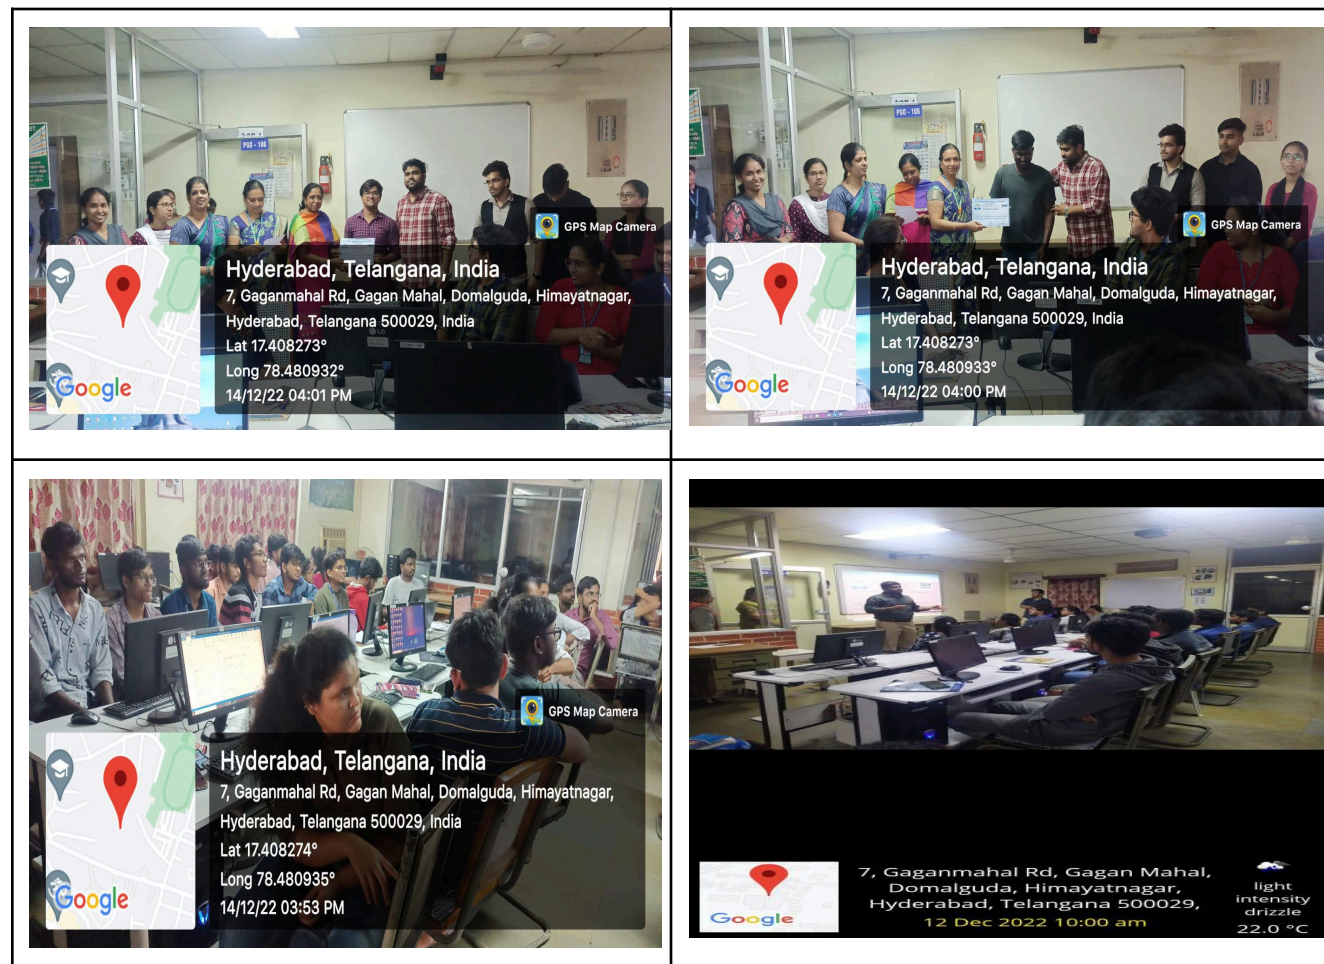 LAB-I
PGD - 106
GPS Map Camera
Google
Hyderabad, Telangana, India
7, Gaganmahal Rd, Gagan Mahal, Domalguda, Himayatnagar,
Hyderabad, Telangana 500029, India
Lat 17.408273°
Long 78.480932°
14/12/22 04:01 PM
PGD - 106
GPS Map Camera
Google
Hyderabad, Telangana, India
7, Gaganmahal Rd, Gagan Mahal, Domalguda, Himayatnagar,
Hyderabad, Telangana 500029, India
Lat 17.408273°
Long 78.480933°
14/12/22 04:00 PM
GPS Map Camera
Google
Hyderabad, Telangana, India
7, Gaganmahal Rd, Gagan Mahal, Domalguda, Himayatnagar,
Hyderabad, Telangana 500029, India
Lat 17.408274°
Long 78.480935°
14/12/22 03:53 PM
Google
7, Gaganmahal Rd, Gagan Mahal,
Domalguda, Himayatnagar,
Hyderabad, Telangana 500029,
12 Dec 2022 10:00 am
light
intensity
drizzle
22.0 °C